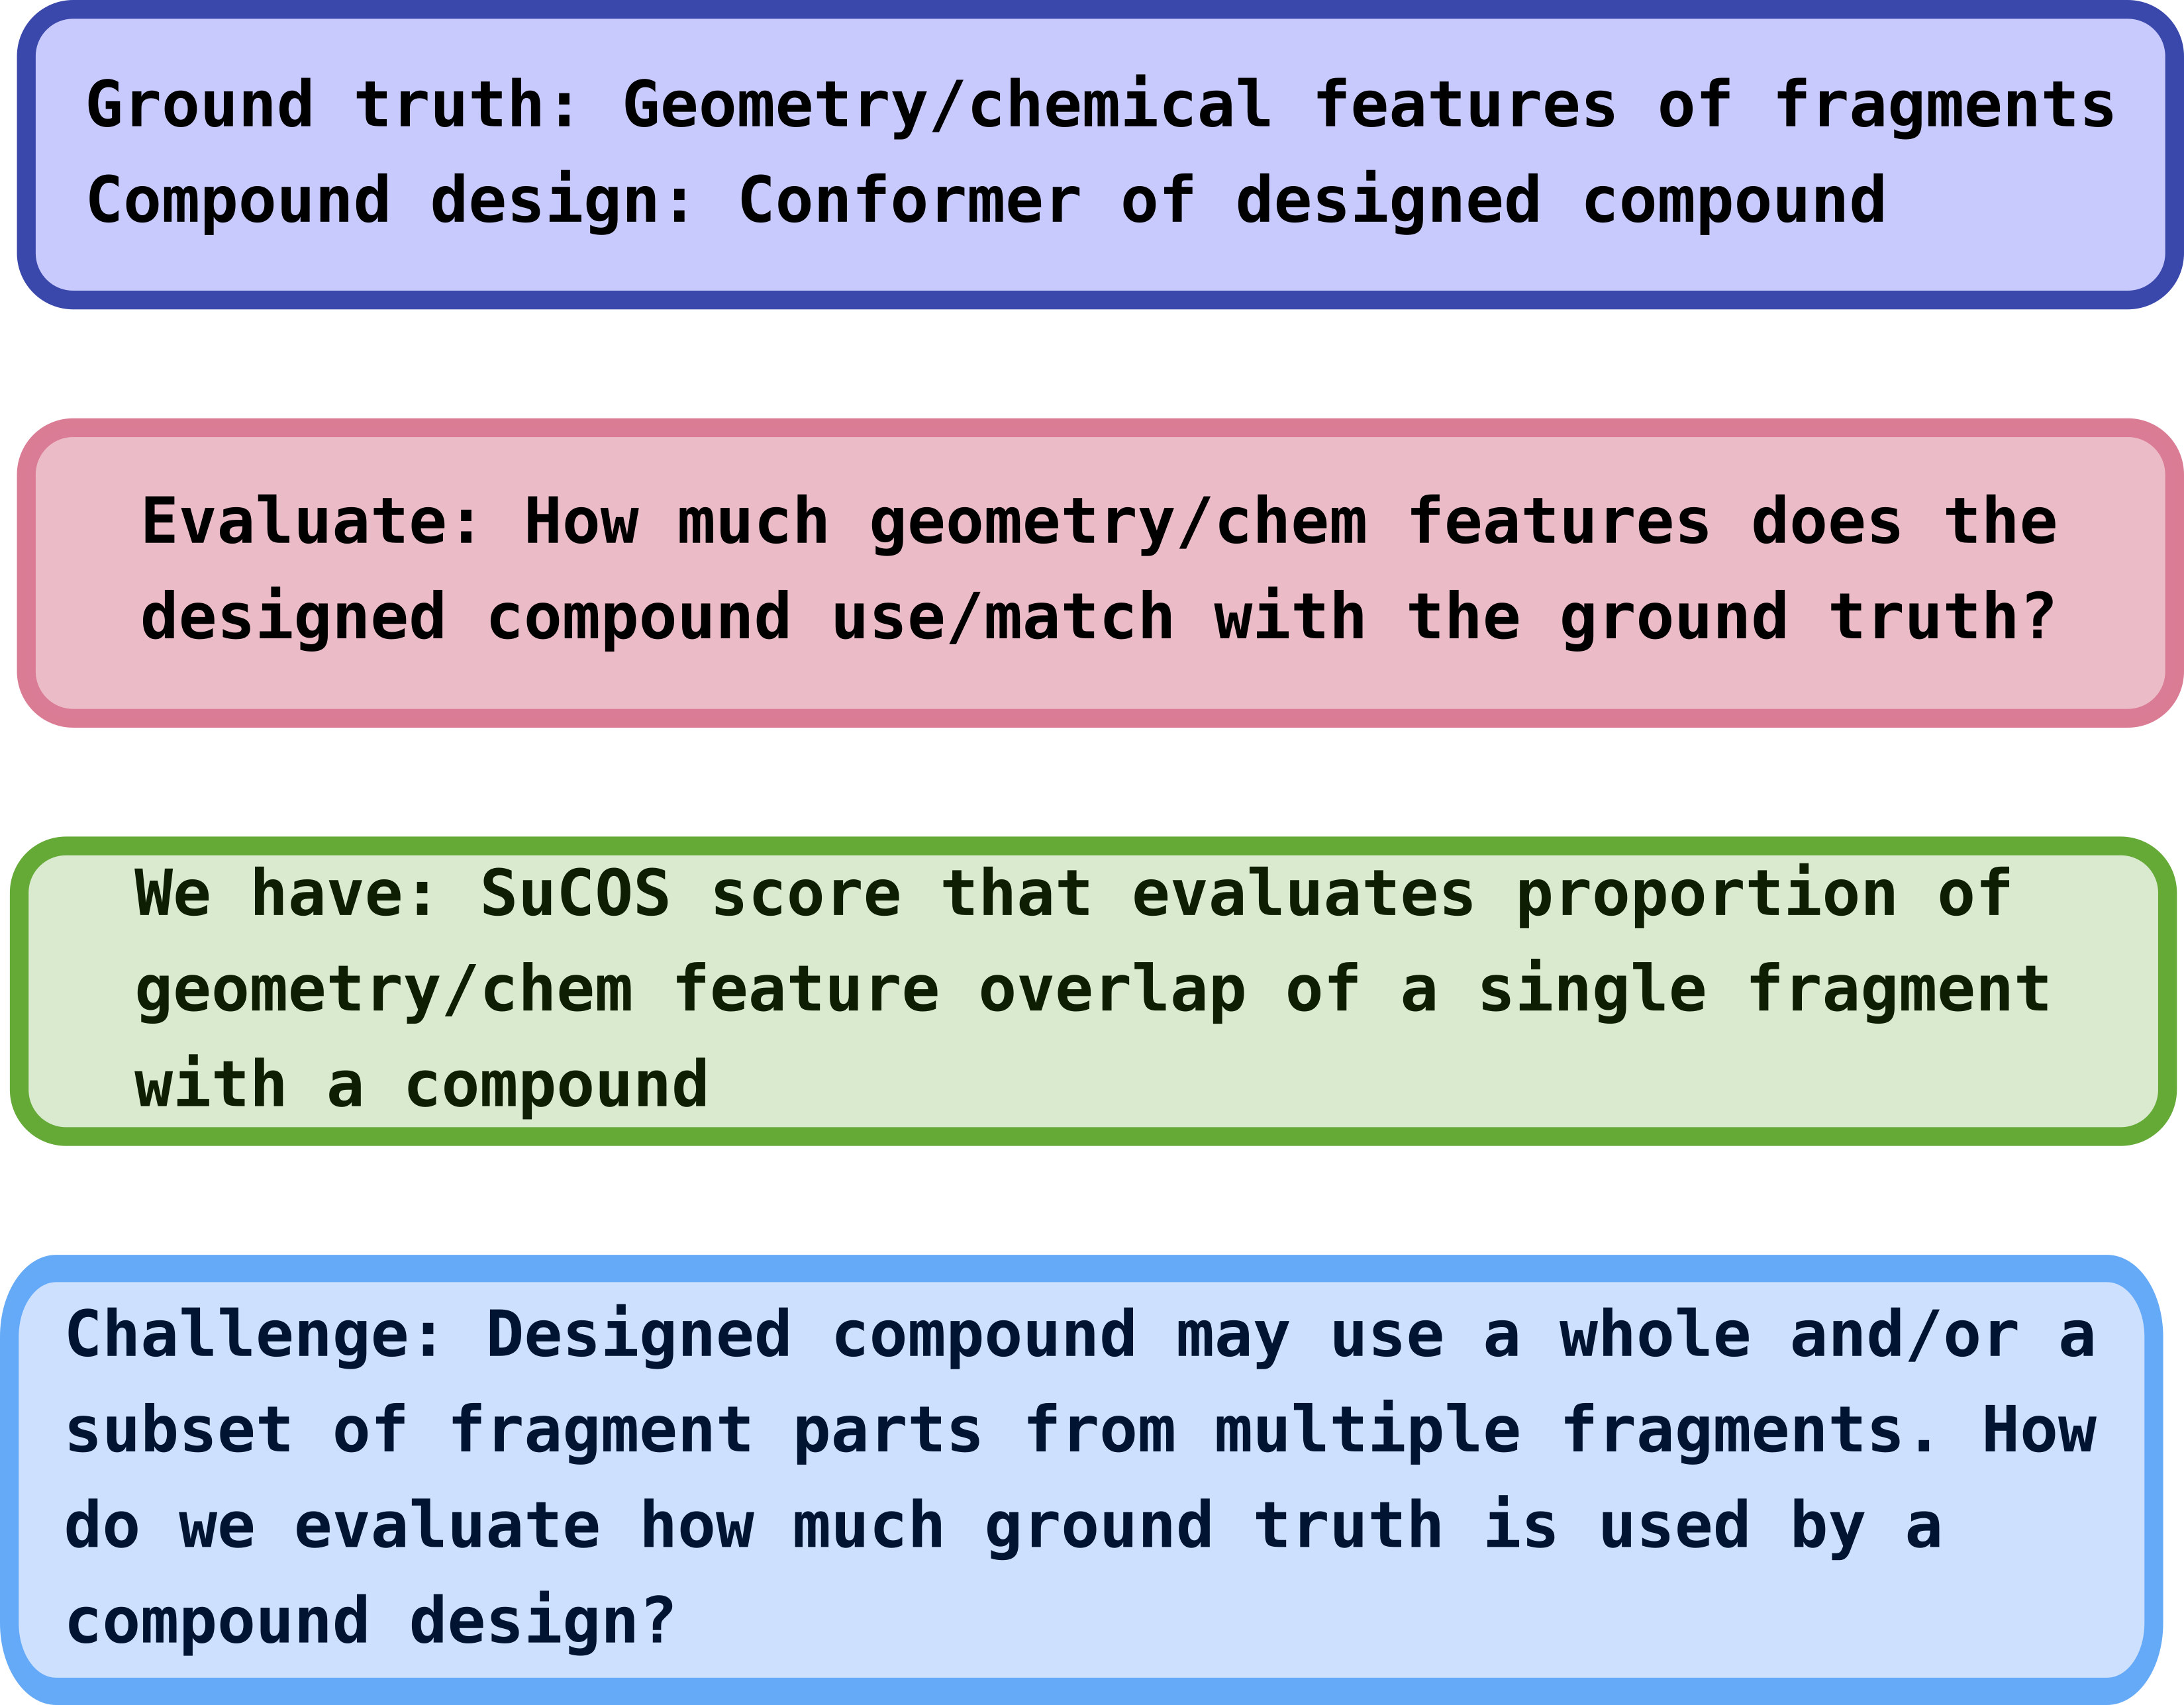 Ground truth: Geometry/chemical features of fragments
Compound design: Conformer of designed compound
Evaluate: How much geometry/chem features does the
designed compound use/match with the ground truth?
We have: SuCOS score that evaluates proportion of
geometry/chem feature overlap of a single fragment
with a compound
Challenge: Designed compound may use a whole and/or a
subset of fragment parts from multiple fragments. How
do we evaluate how much ground truth is used by a
compound design?